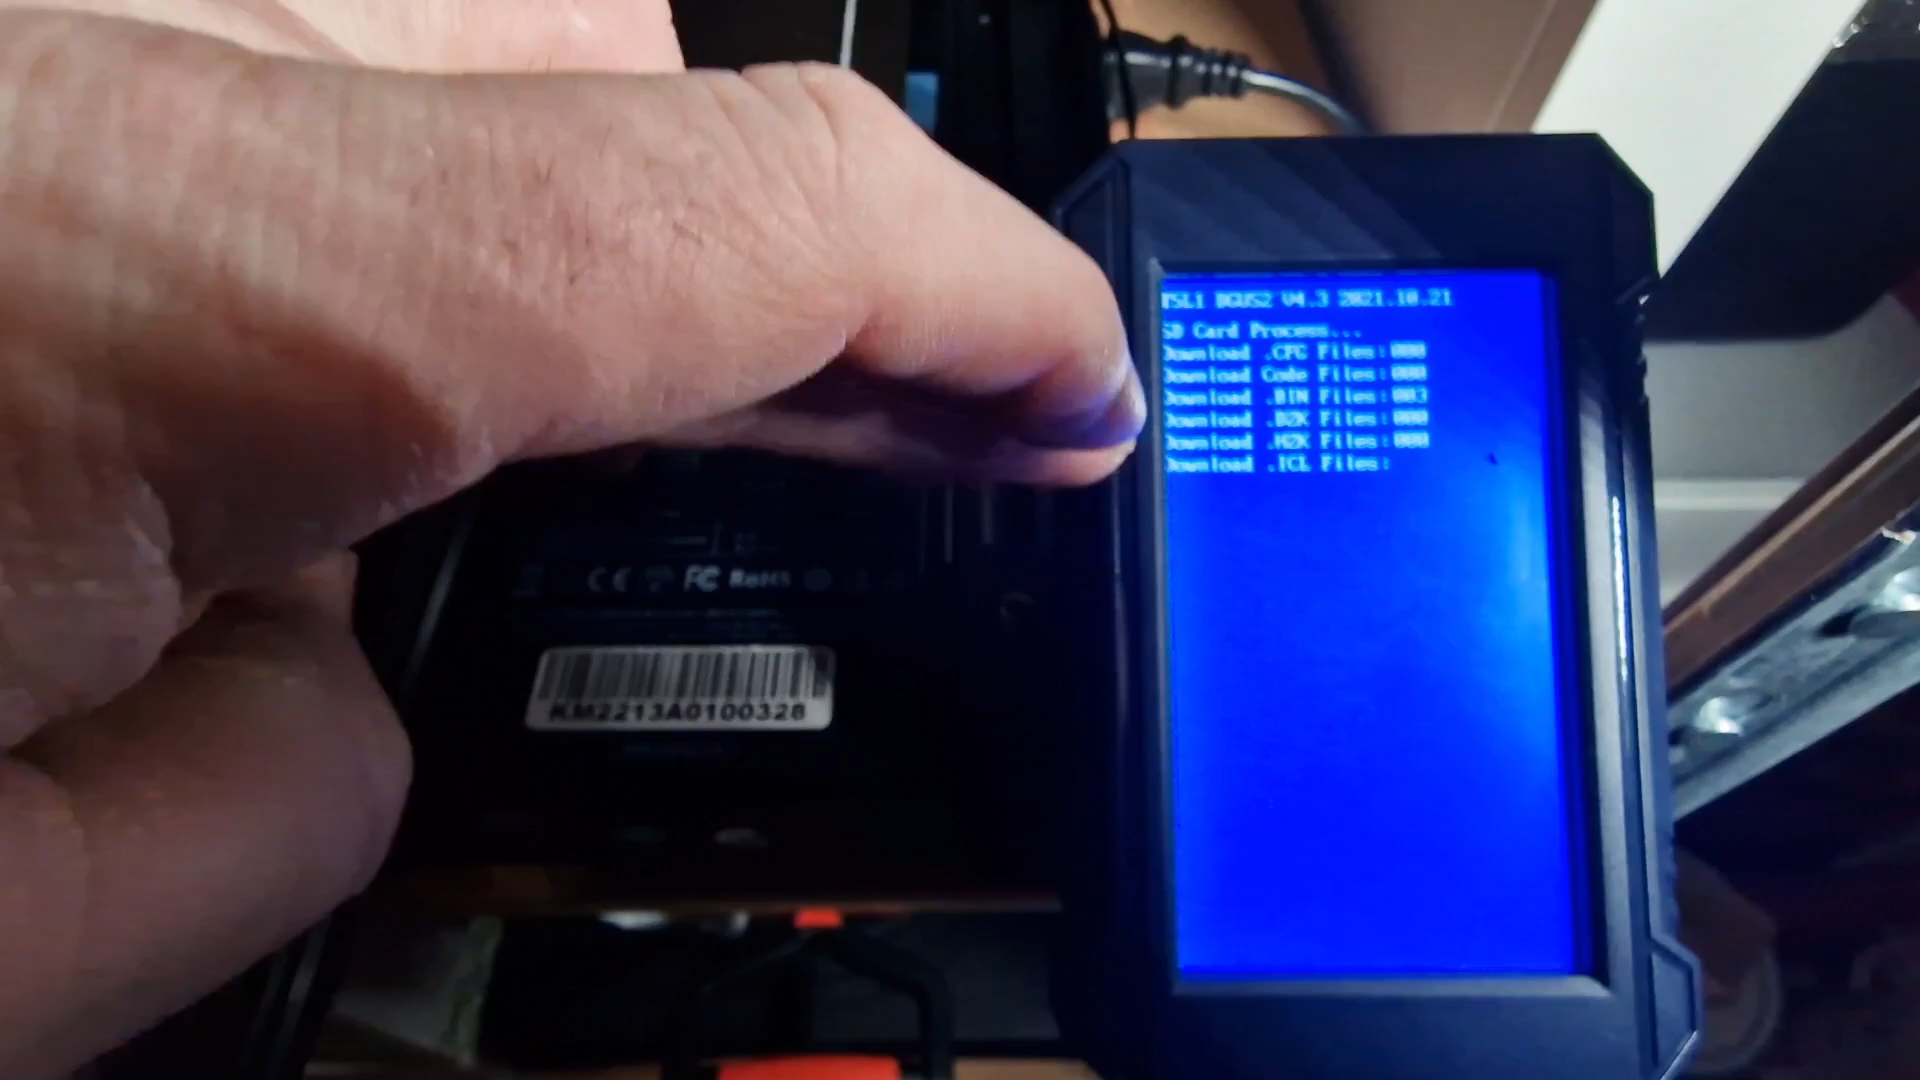 T5L1 DGUS2 V4.3 2021.10.21
SD Card Process...
Download .CFG Files:000
Download Code Files:000
Download .BIN Files:003
Download .DZK Files:000
Download .HZK Files:000
Download .ICL Files:
CE FC RoHS
KM2213A0100328